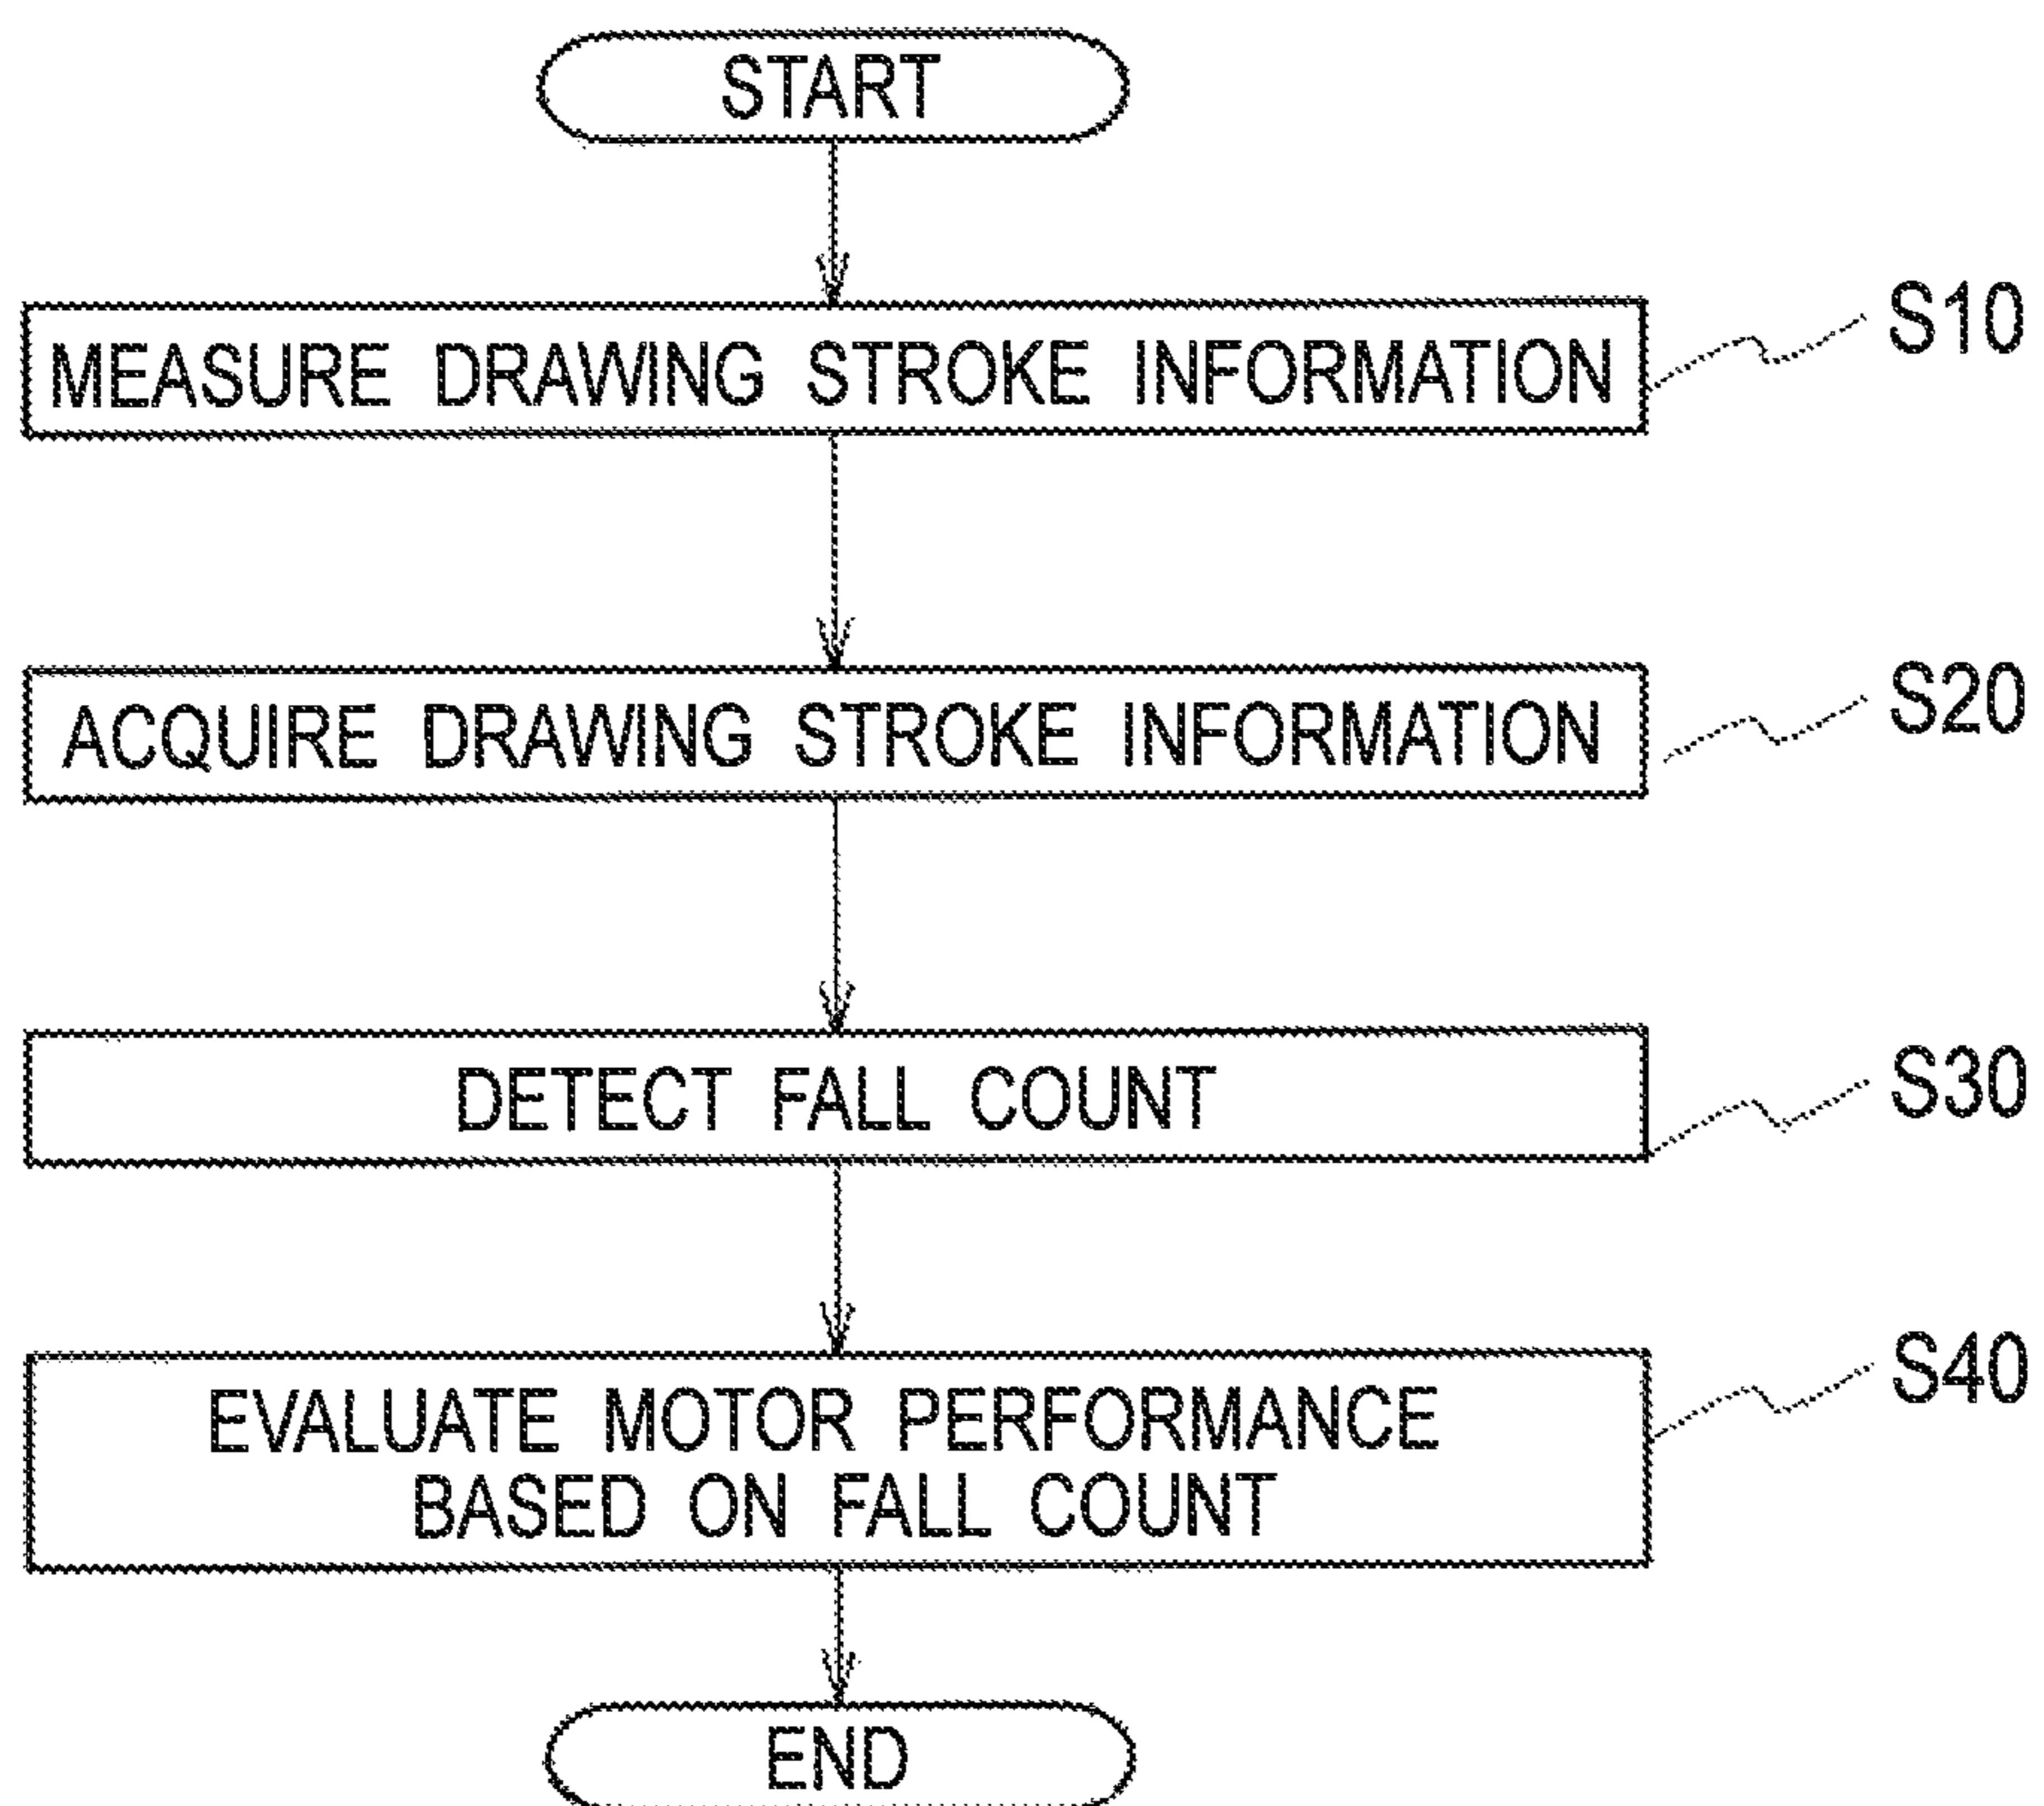 START
MEASURE DRAWING STROKE INFORMATION
S10
ACQUIRE DRAWING STROKE INFORMATION
S20
DETECT FALL COUNT
S30
EVALUATE MOTOR PERFORMANCE
BASED ON FALL COUNT
S40
END